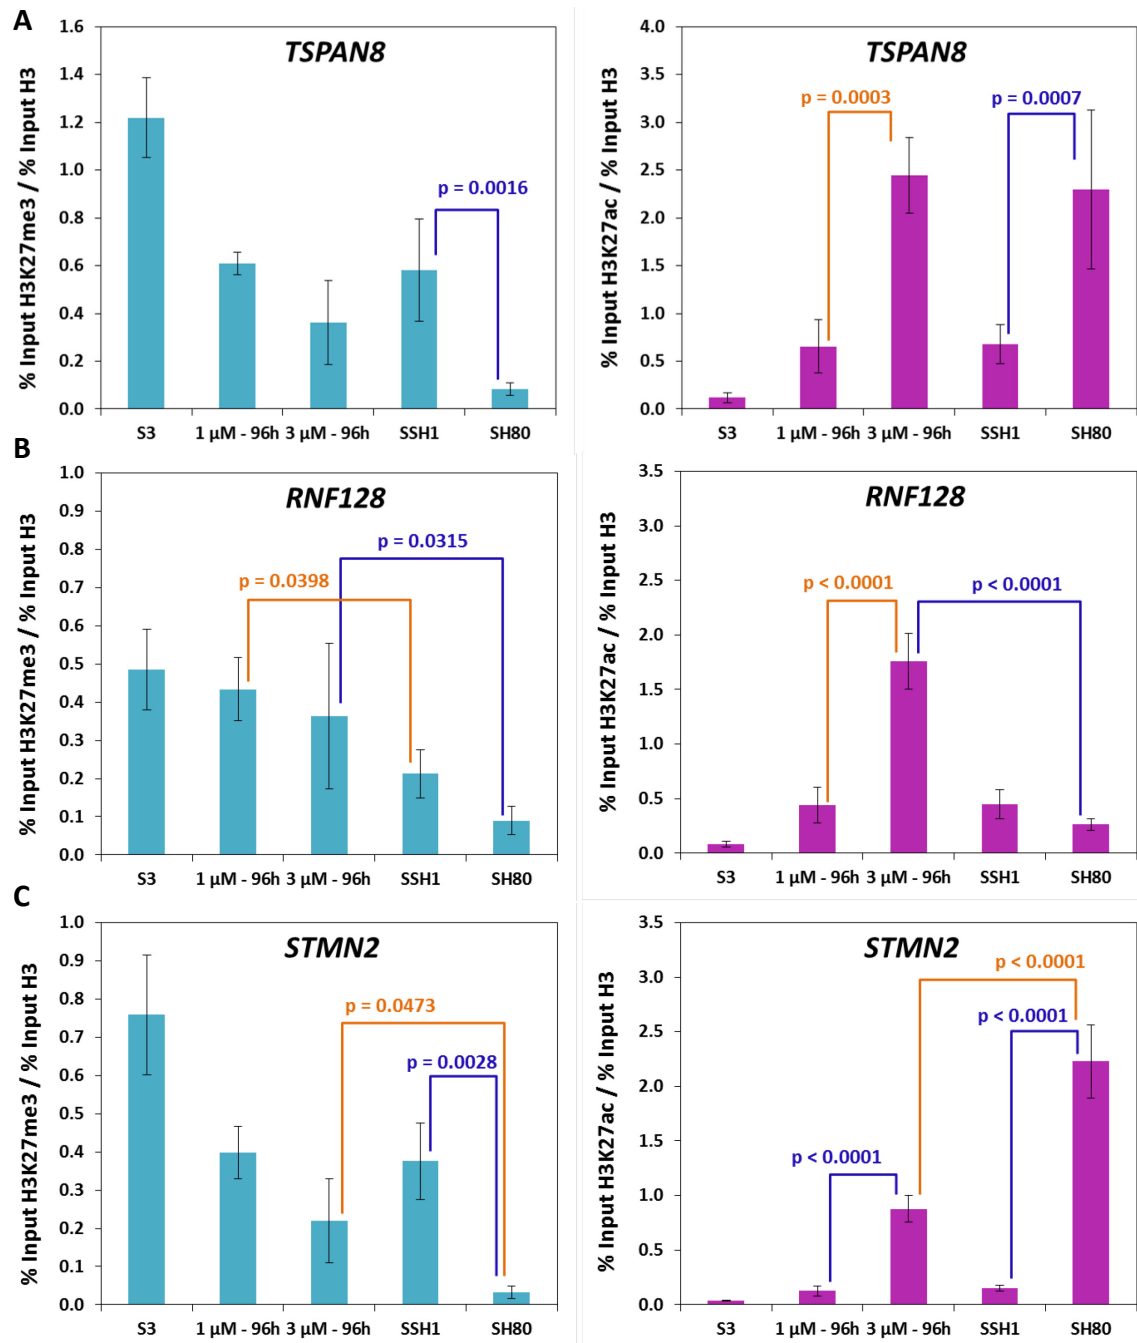 A
TSPAN8
% Input H3K27me3 / % Input H3
1.6
1.4
1.2
1.0
0.8
0.6
0.4
0.2
0.0
p = 0.0016
S3 1 µM - 96h 3 µM - 96h SSH1 SH80
TSPAN8
% Input H3K27ac / % Input H3
4.0
3.5
3.0
2.5
2.0
1.5
1.0
0.5
0.0
p = 0.0003
p = 0.0007
S3 1 µM - 96h 3 µM - 96h SSH1 SH80
B
RNF128
% Input H3K27me3 / % Input H3
1.0
0.9
0.8
0.7
0.6
0.5
0.4
0.3
0.2
0.1
0.0
p = 0.0315
p = 0.0398
S3 1 µM - 96h 3 µM - 96h SSH1 SH80
RNF128
% Input H3K27ac / % Input H3
3.5
3.0
2.5
2.0
1.5
1.0
0.5
0.0
p < 0.0001
p < 0.0001
S3 1 µM - 96h 3 µM - 96h SSH1 SH80
C
STMN2
% Input H3K27me3 / % Input H3
1.0
0.9
0.8
0.7
0.6
0.5
0.4
0.3
0.2
0.1
0.0
p = 0.0473
p = 0.0028
S3 1 µM - 96h 3 µM - 96h SSH1 SH80
STMN2
% Input H3K27ac / % Input H3
3.5
3.0
2.5
2.0
1.5
1.0
0.5
0.0
p < 0.0001
p < 0.0001
p < 0.0001
S3 1 µM - 96h 3 µM - 96h SSH1 SH80